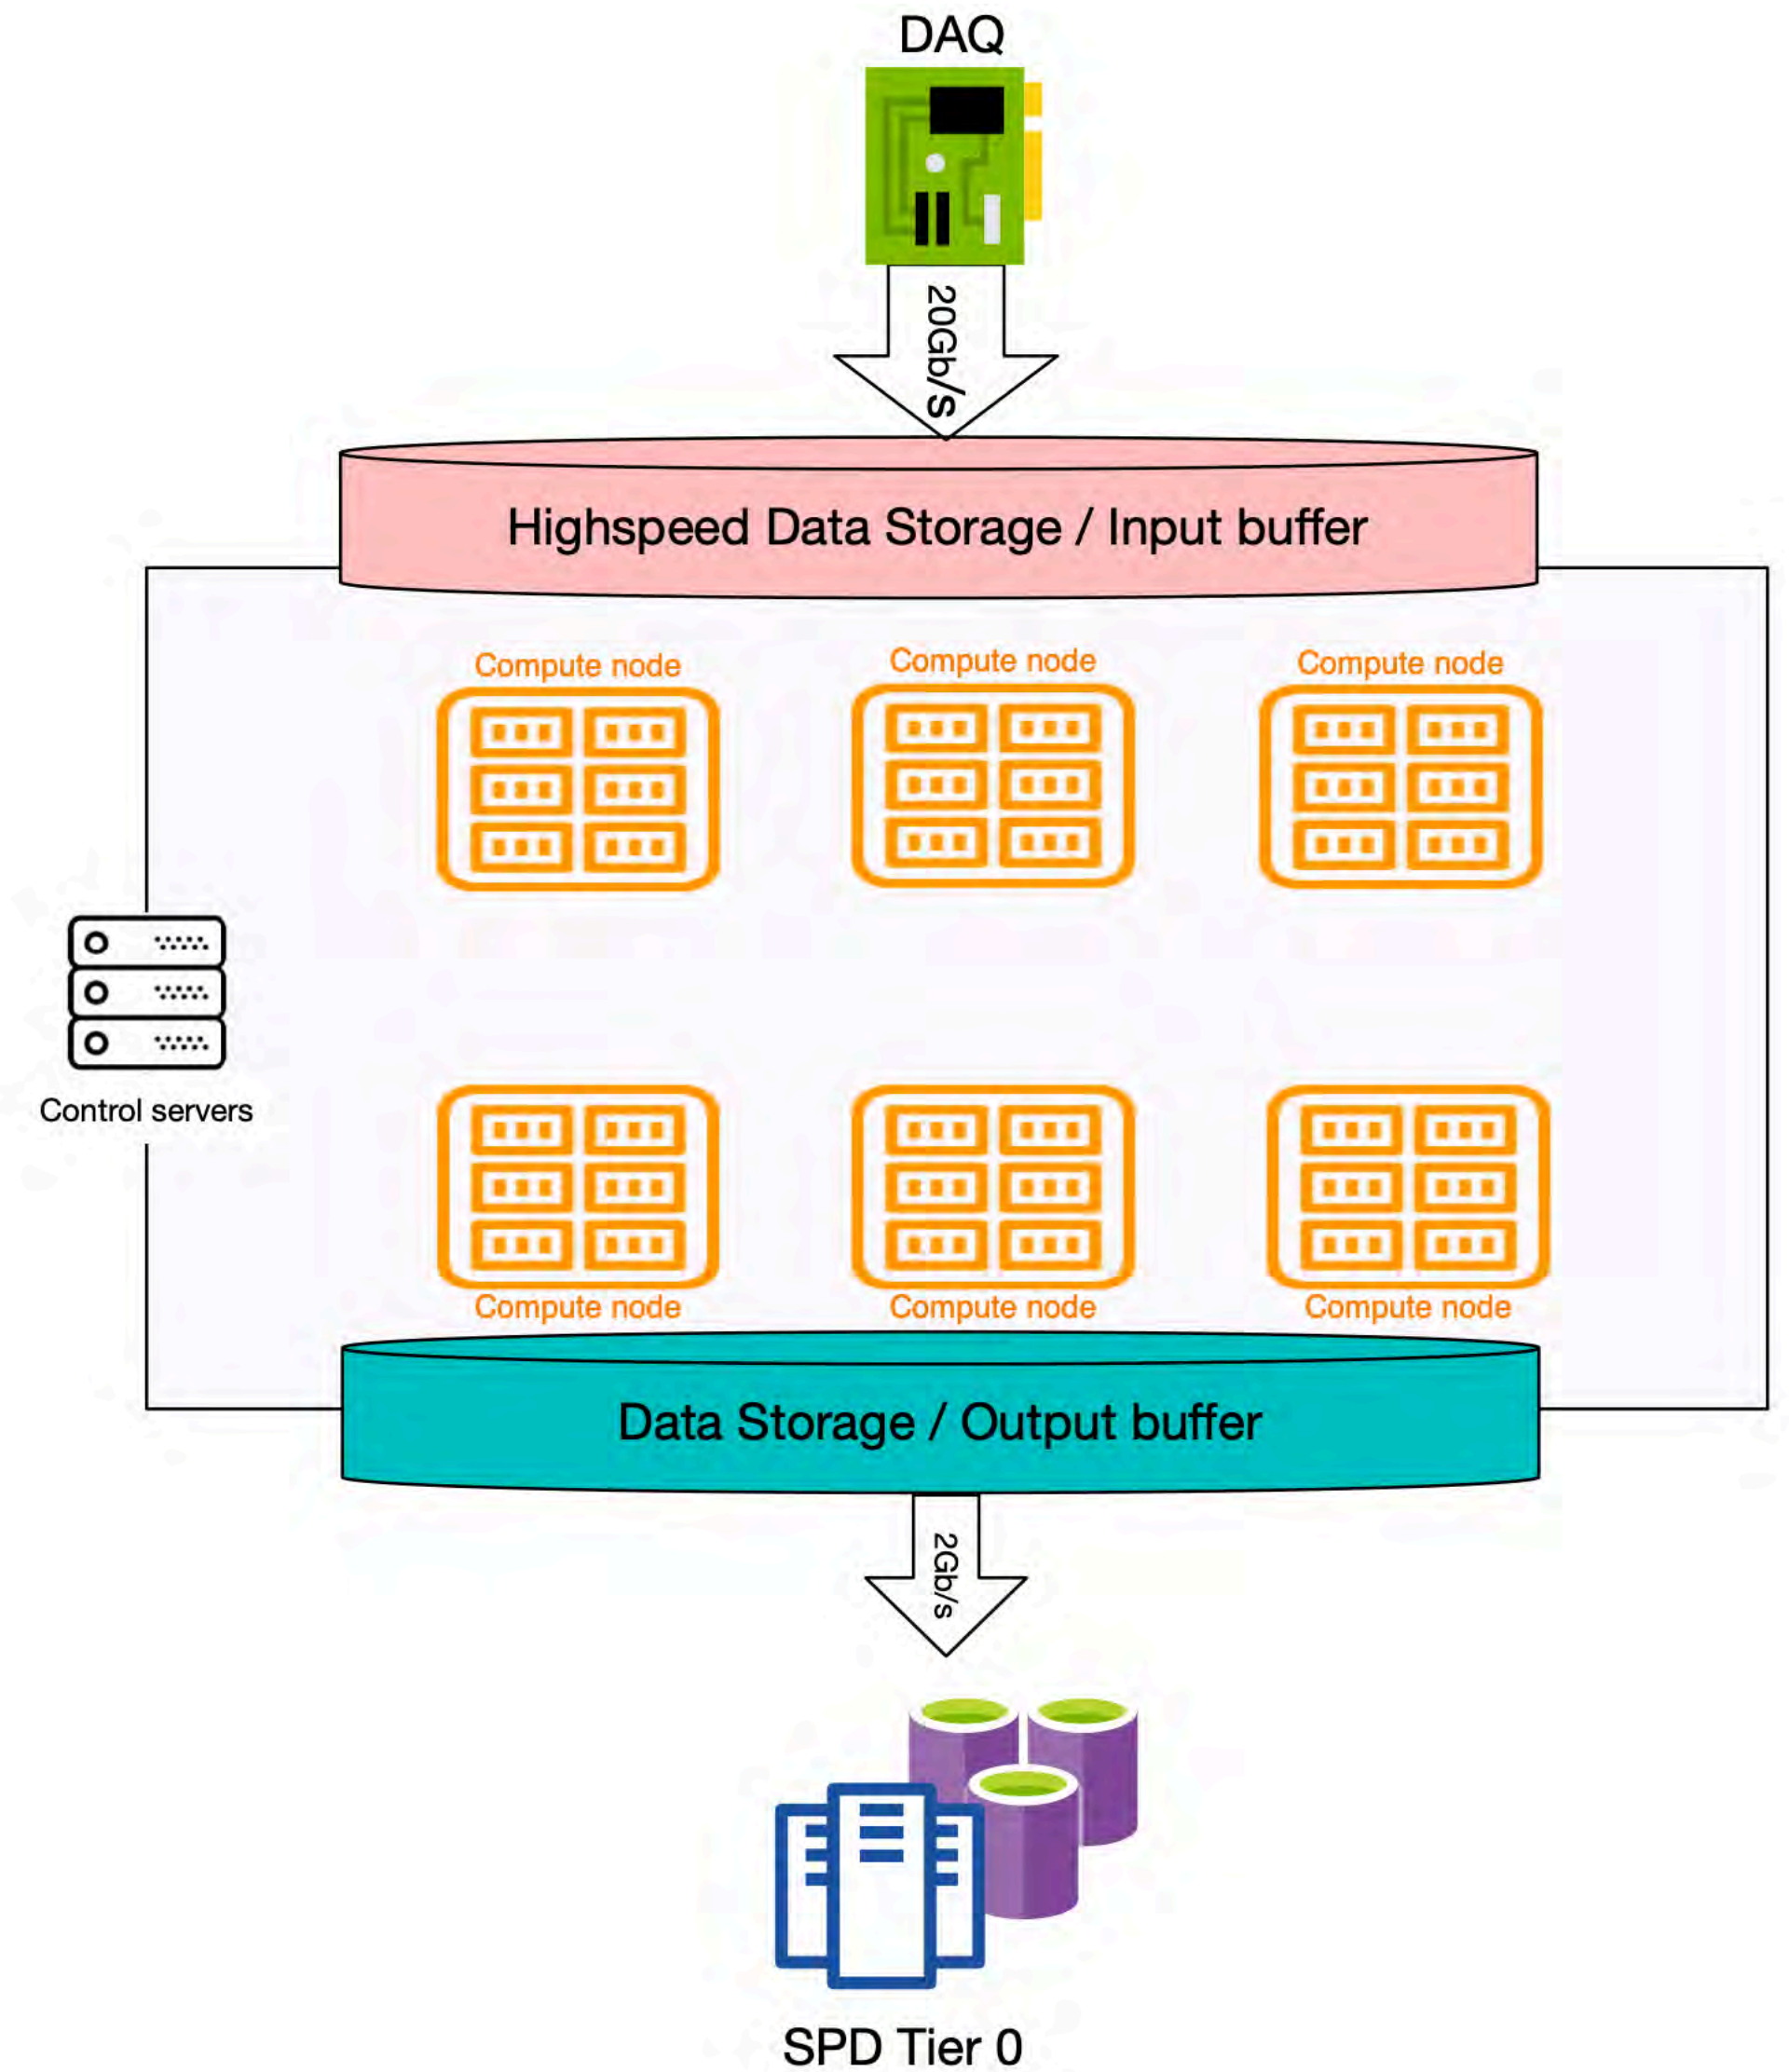 DAQ
20Gb/s
Highspeed Data Storage / Input buffer
Compute node
Compute node
Compute node
Control servers
Compute node
Compute node
Compute node
Data Storage / Output buffer
2Gb/s
SPD Tier 0